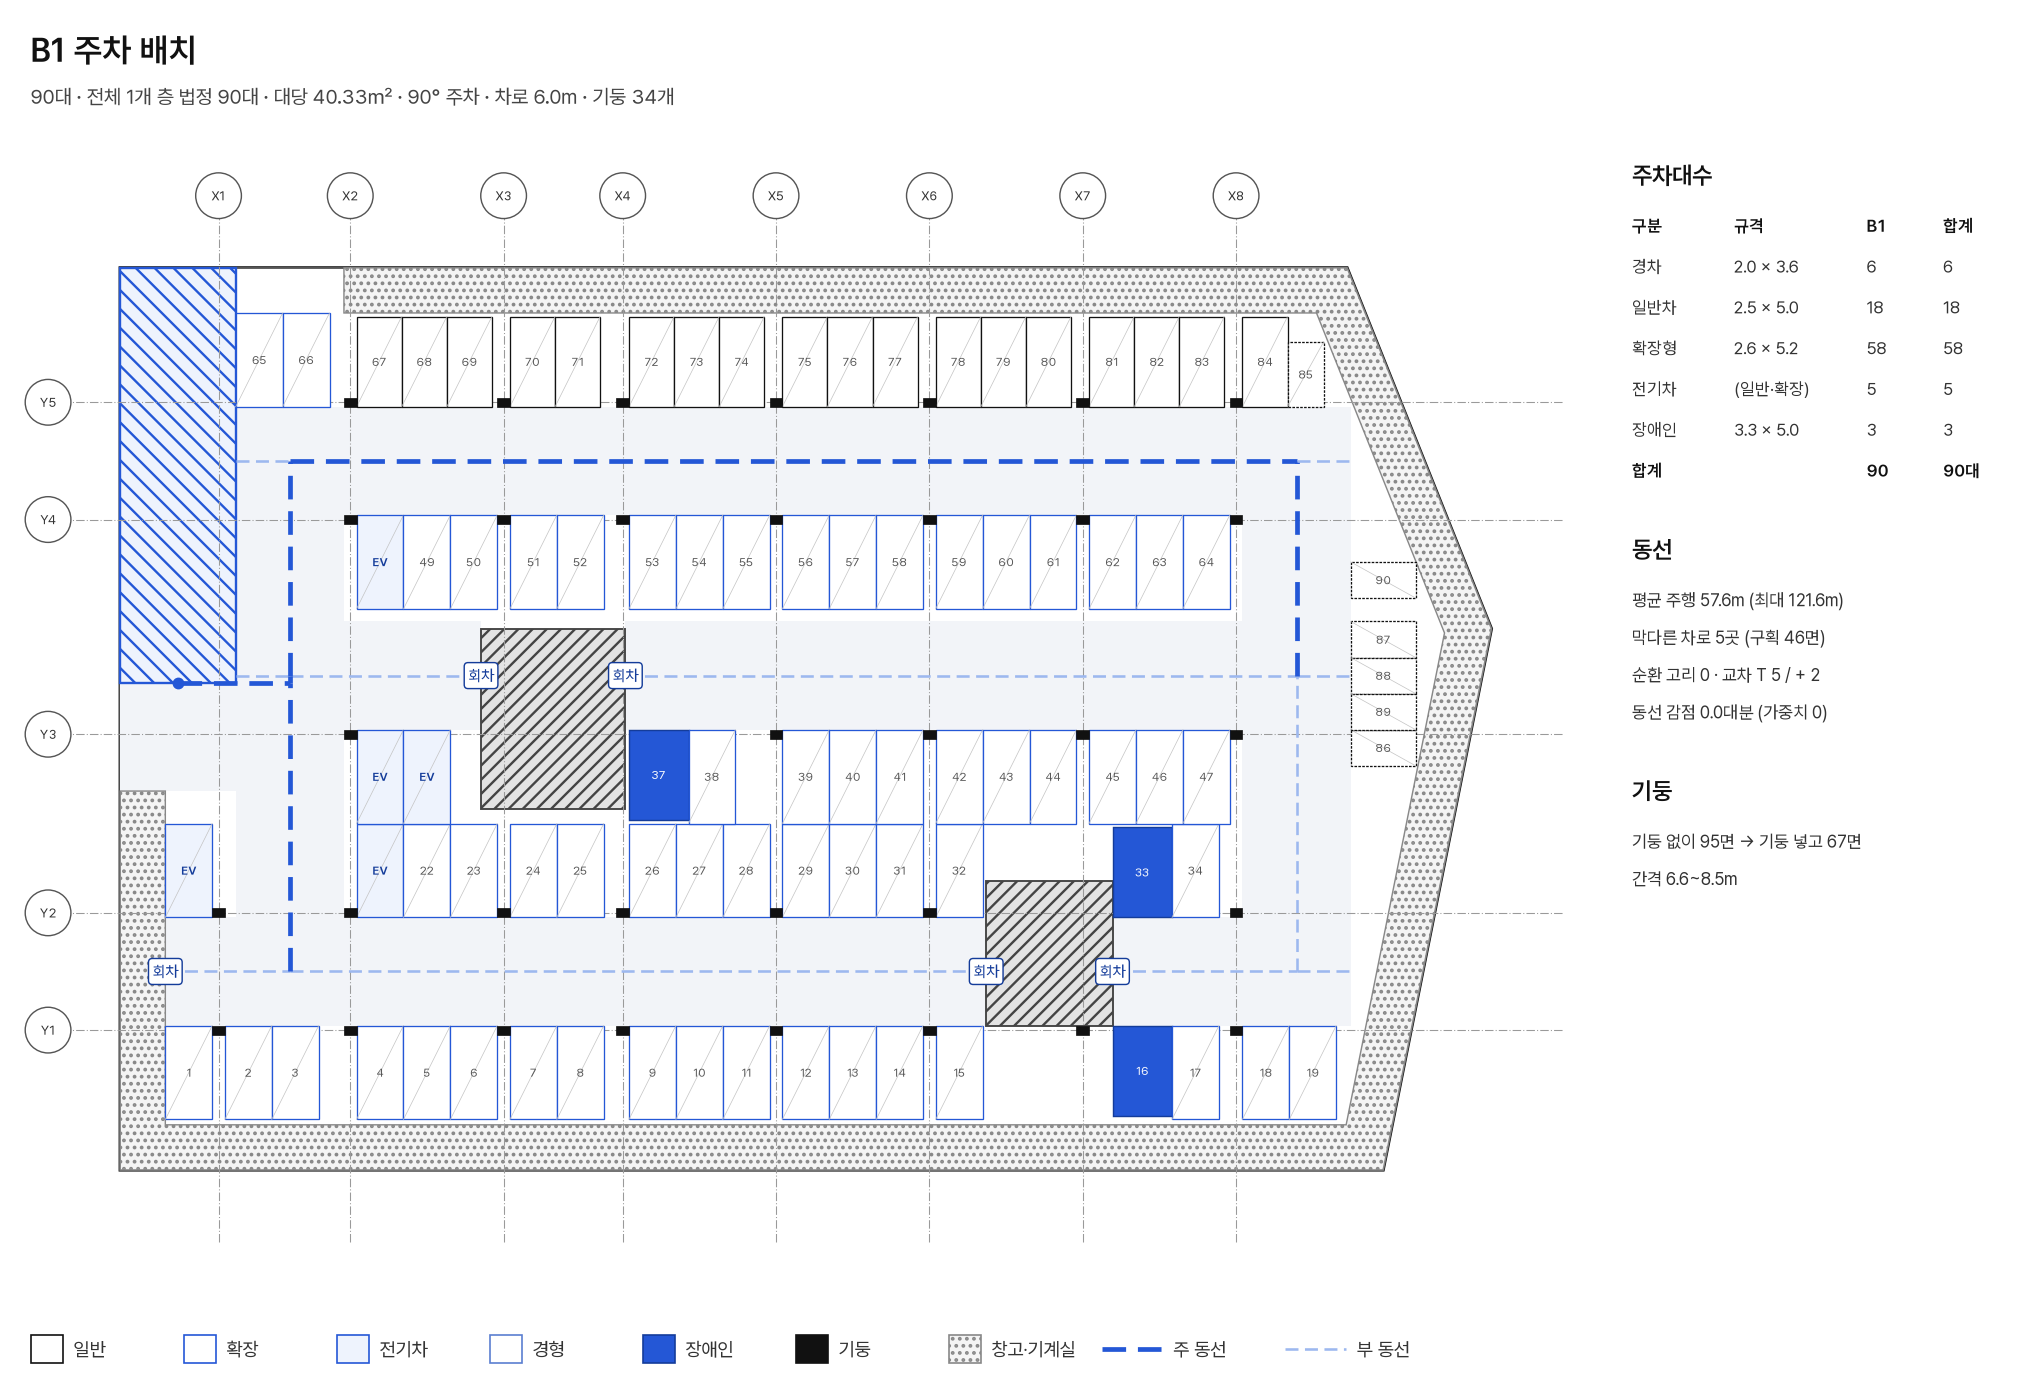 B1 주차 배치
90대 · 전체 1개 층 법정 90대 · 대당 40.33m² · 90° 주차 · 차로 6.0m · 기둥 34개
X1 X2 X3 X4 X5 X6 X7 X8
65 66 67 68 69 70 71 72 73 74 75 76 77 78 79 80 81 82 83 84 85
Y5
Y4
EV 49 50 51 52 53 54 55 56 57 58 59 60 61 62 63 64
90
87
회차 회차
88
89
Y3
86
EV EV 37 38 39 40 41 42 43 44 45 46 47
EV EV 22 23 24 25 26 27 28 29 30 31 32 33 34
Y2
회차 회차 회차
Y1
1 2 3 4 5 6 7 8 9 10 11 12 13 14 15 16 17 18 19
주차대수
구분 규격 B1 합계
경차 2.0 × 3.6 6 6
일반차 2.5 × 5.0 18 18
확장형 2.6 × 5.2 58 58
전기차 (일반·확장) 5 5
장애인 3.3 × 5.0 3 3
합계 90 90대
동선
평균 주행 57.6m (최대 121.6m)
막다른 차로 5곳 (구획 46면)
순환 고리 0 · 교차 T 5 / + 2
동선 감점 0.0대분 (가중치 0)
기둥
기둥 없이 95면 → 기둥 넣고 67면
간격 6.6~8.5m
일반 확장 전기차 경형 장애인 기둥 창고·기계실 주 동선 부 동선